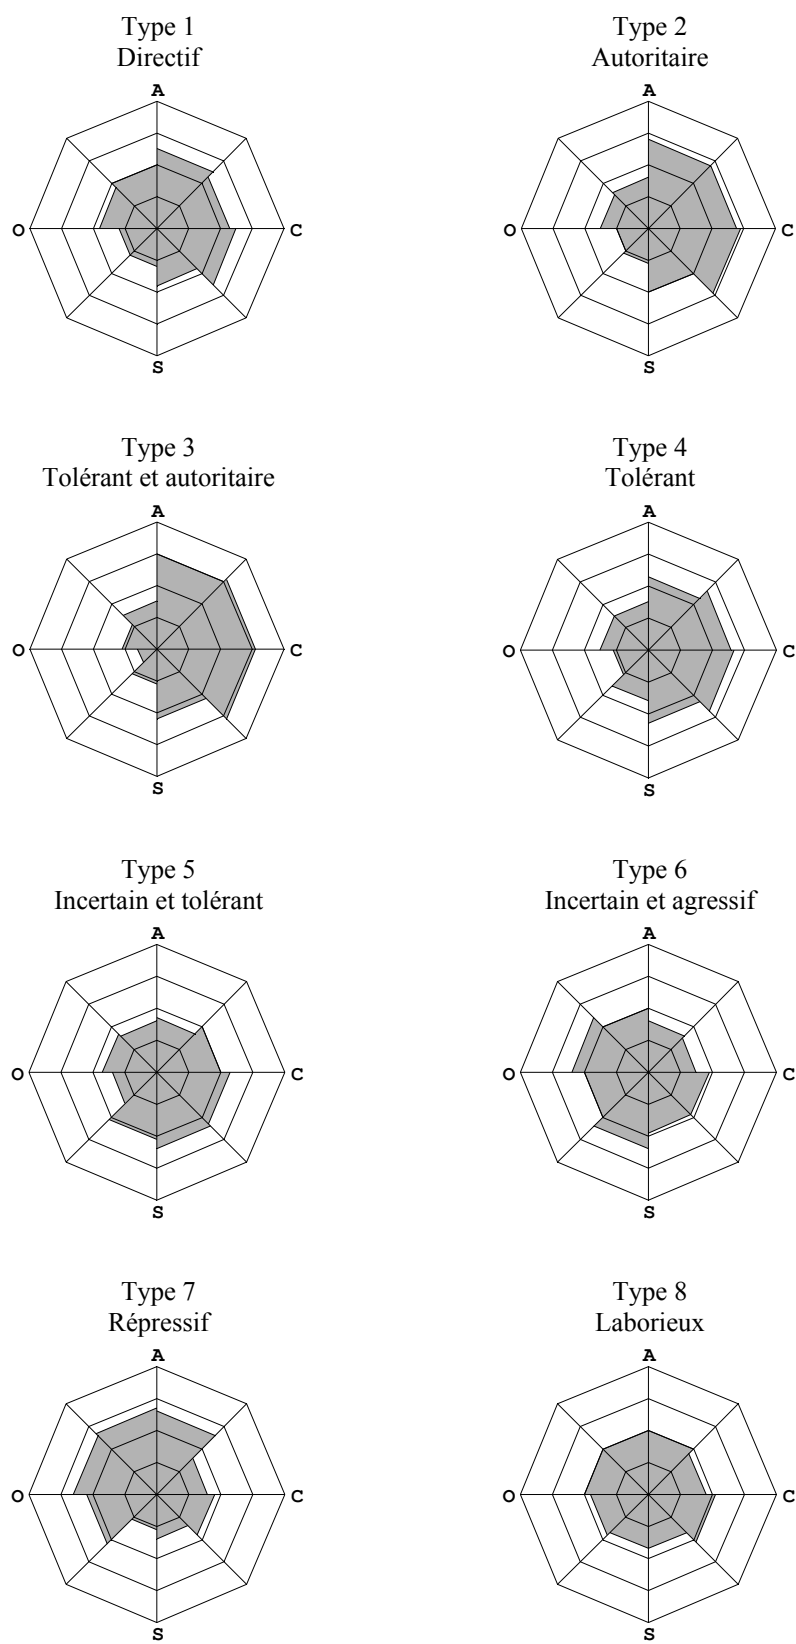 Type 1
Directif
A
O
C
S
Type 2
Autoritaire
A
O
C
S
Type 3
Tolérant et autoritaire
A
O
C
S
Type 4
Tolérant
A
O
C
S
Type 5
Incertain et tolérant
A
O
C
S
Type 6
Incertain et agressif
A
O
C
S
Type 7
Répressif
A
O
C
S
Type 8
Laborieux
A
O
C
S